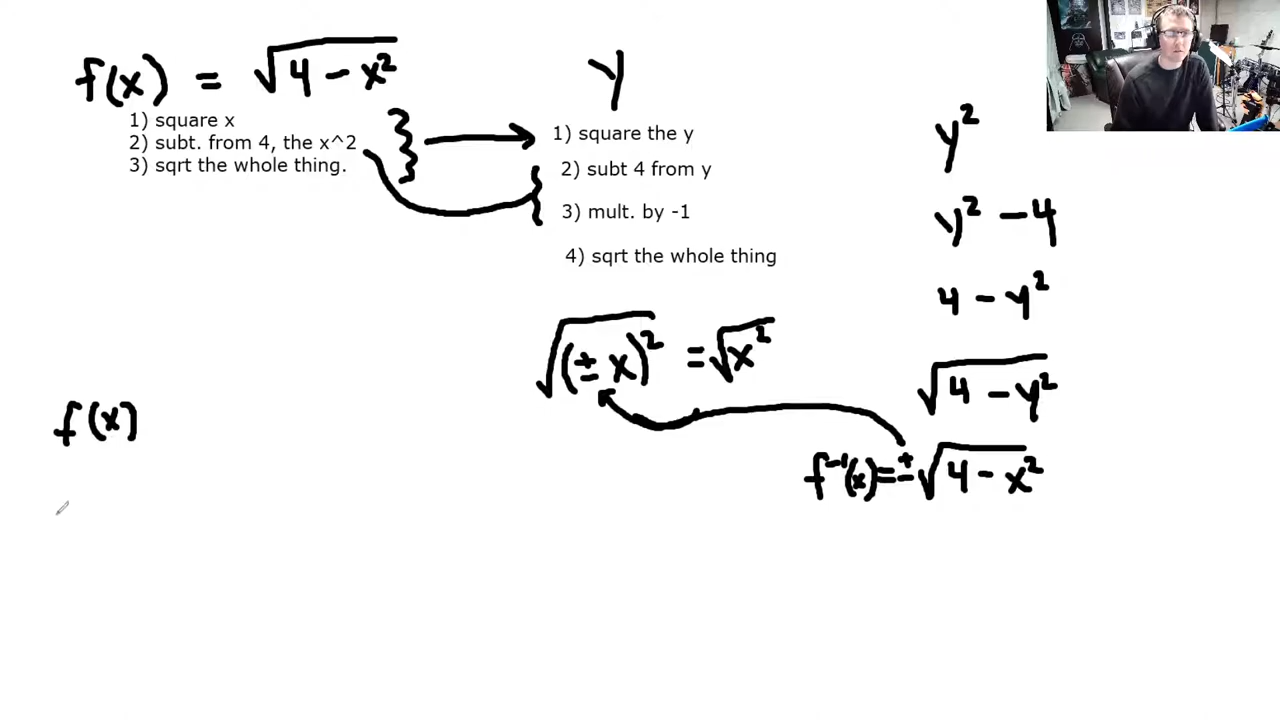 f(x) = √4 − x²
1) square x
2) subt. from 4, the x^2
3) sqrt the whole thing.
y
1) square the y
2) subt 4 from y
3) mult. by -1
4) sqrt the whole thing
y²
y² − 4
4 − y²
√4 − y²
√(± x)² = √x²
f⁻¹(x) = ± √4 − x²
f(x)